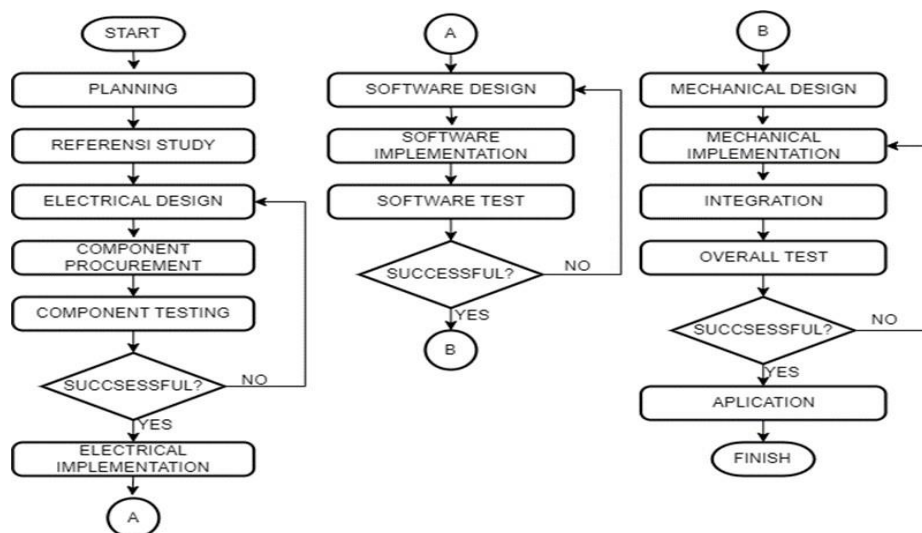 START
PLANNING
REFERENSI STUDY
ELECTRICAL DESIGN
COMPONENT
PROCUREMENT
COMPONENT TESTING
SUCCSESSFUL?
NO
YES
ELECTRICAL
IMPLEMENTATION
A
A
SOFTWARE DESIGN
SOFTWARE
IMPLEMENTATION
SOFTWARE TEST
SUCCESSFUL?
NO
YES
B
B
MECHANICAL DESIGN
MECHANICAL
IMPLEMENTATION
INTEGRATION
OVERALL TEST
SUCCSESSFUL?
NO
YES
APLICATION
FINISH